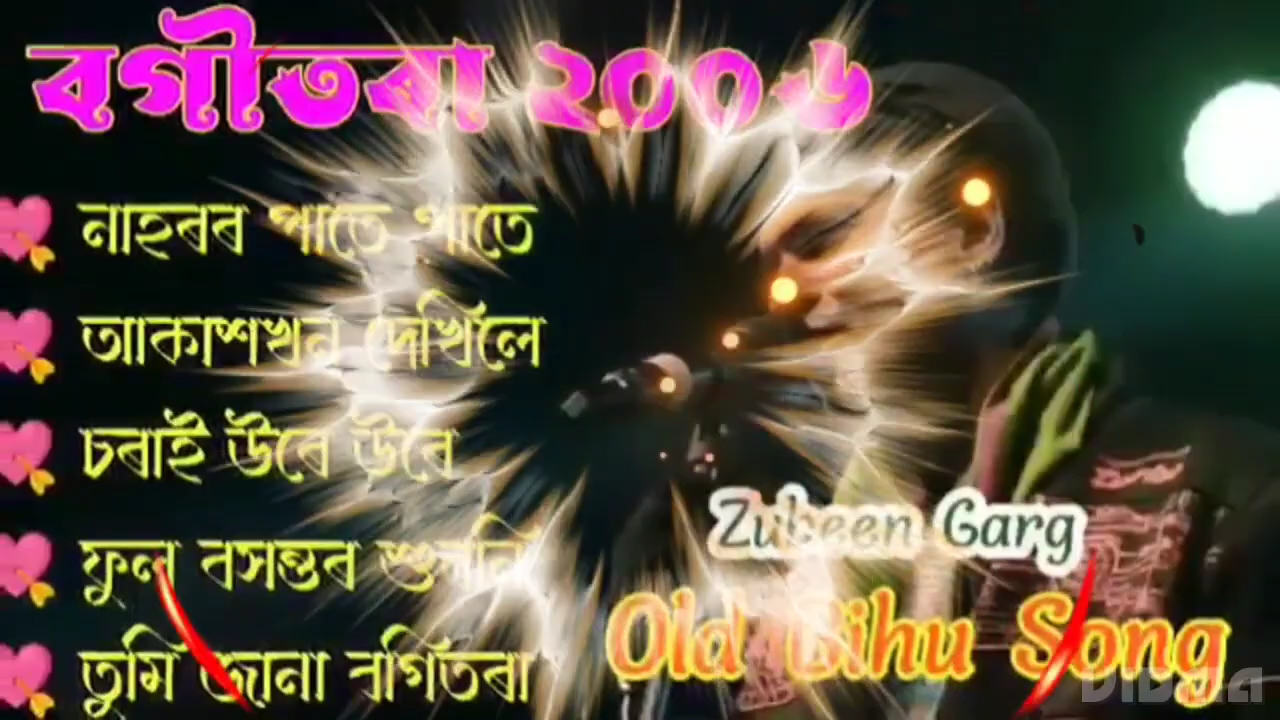 বগীতৰা ২০০৬
নাহৰৰ পাতে পাতে
আকাশখন দেখিলৈ
চৰাই উৰে উৰে
ফুল বসন্তৰ
তুমি জানা বগিতৰা
Zubeen Garg
Old Bihu Song